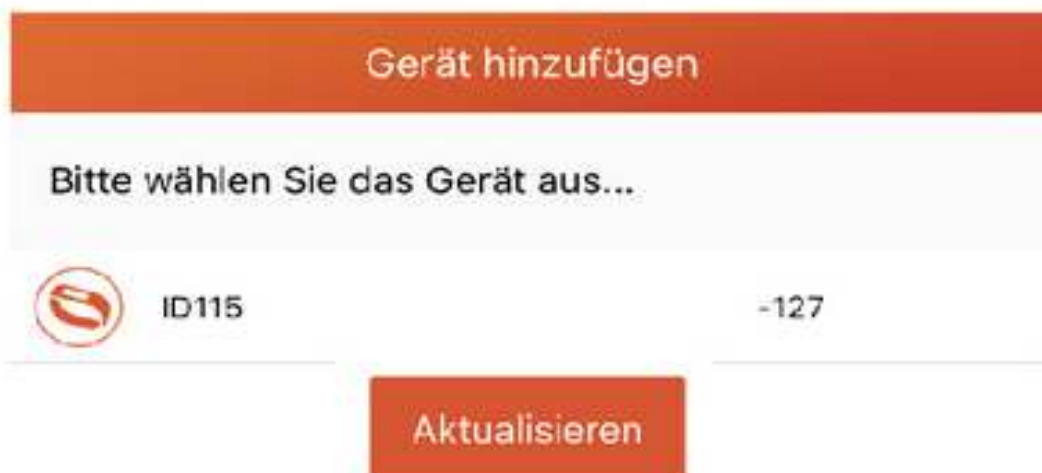 Gerät hinzufügen
Bitte wählen Sie das Gerät aus...
ID115 -127
Aktualisieren